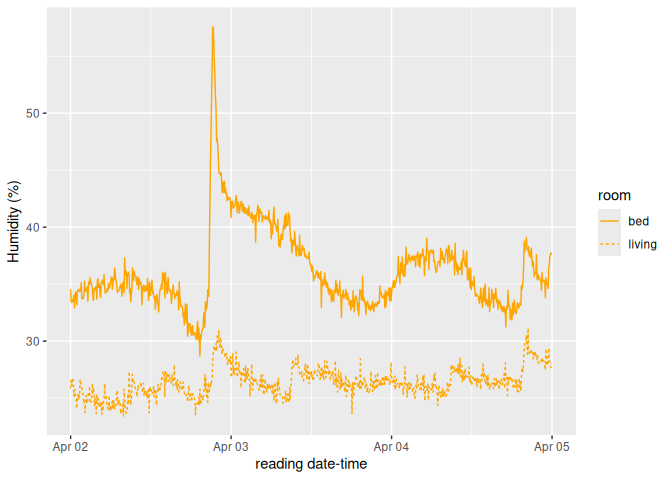 50
40
30
Humidity (%)
Apr 02
Apr 03
Apr 04
Apr 05
reading date-time
room
bed
living